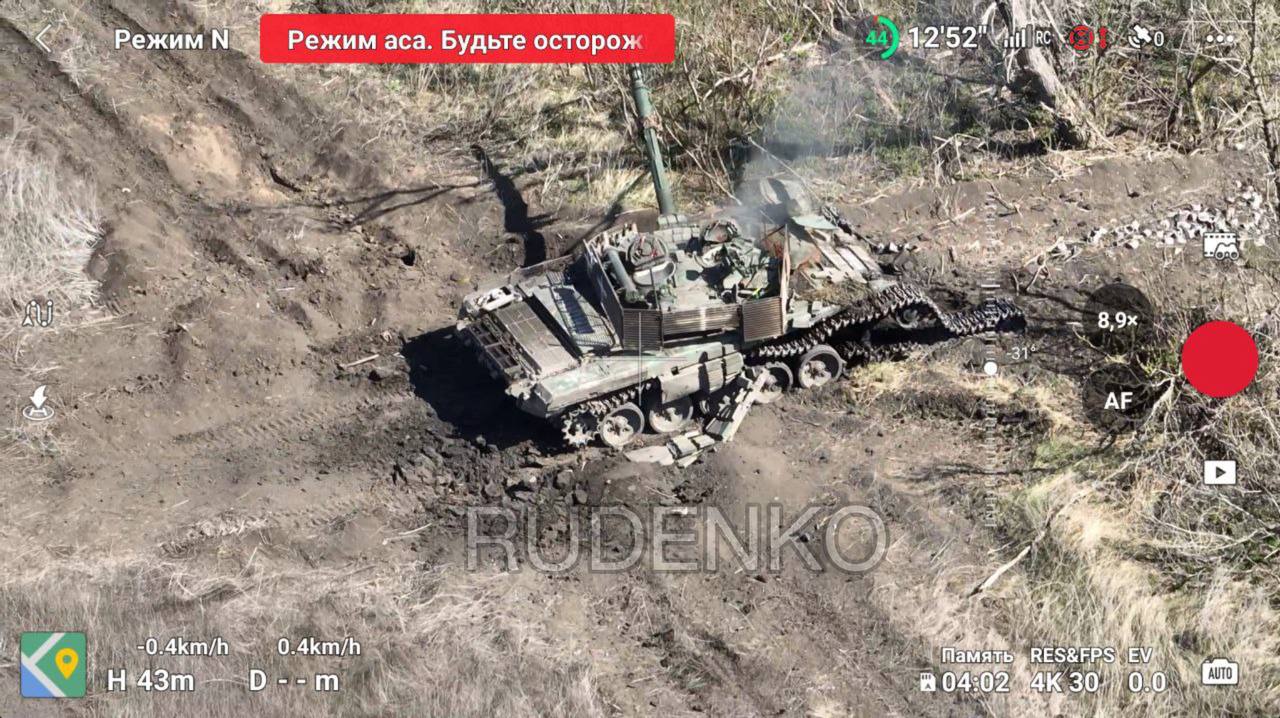 Режим N
Режим аса. Будьте осторож
44 12'52" RC 0
8,9×
-31°
AF
RUDENKO
-0.4km/h 0.4km/h
H 43m D - - m
Память RES&FPS EV
04:02 4K 30 0.0
AUTO